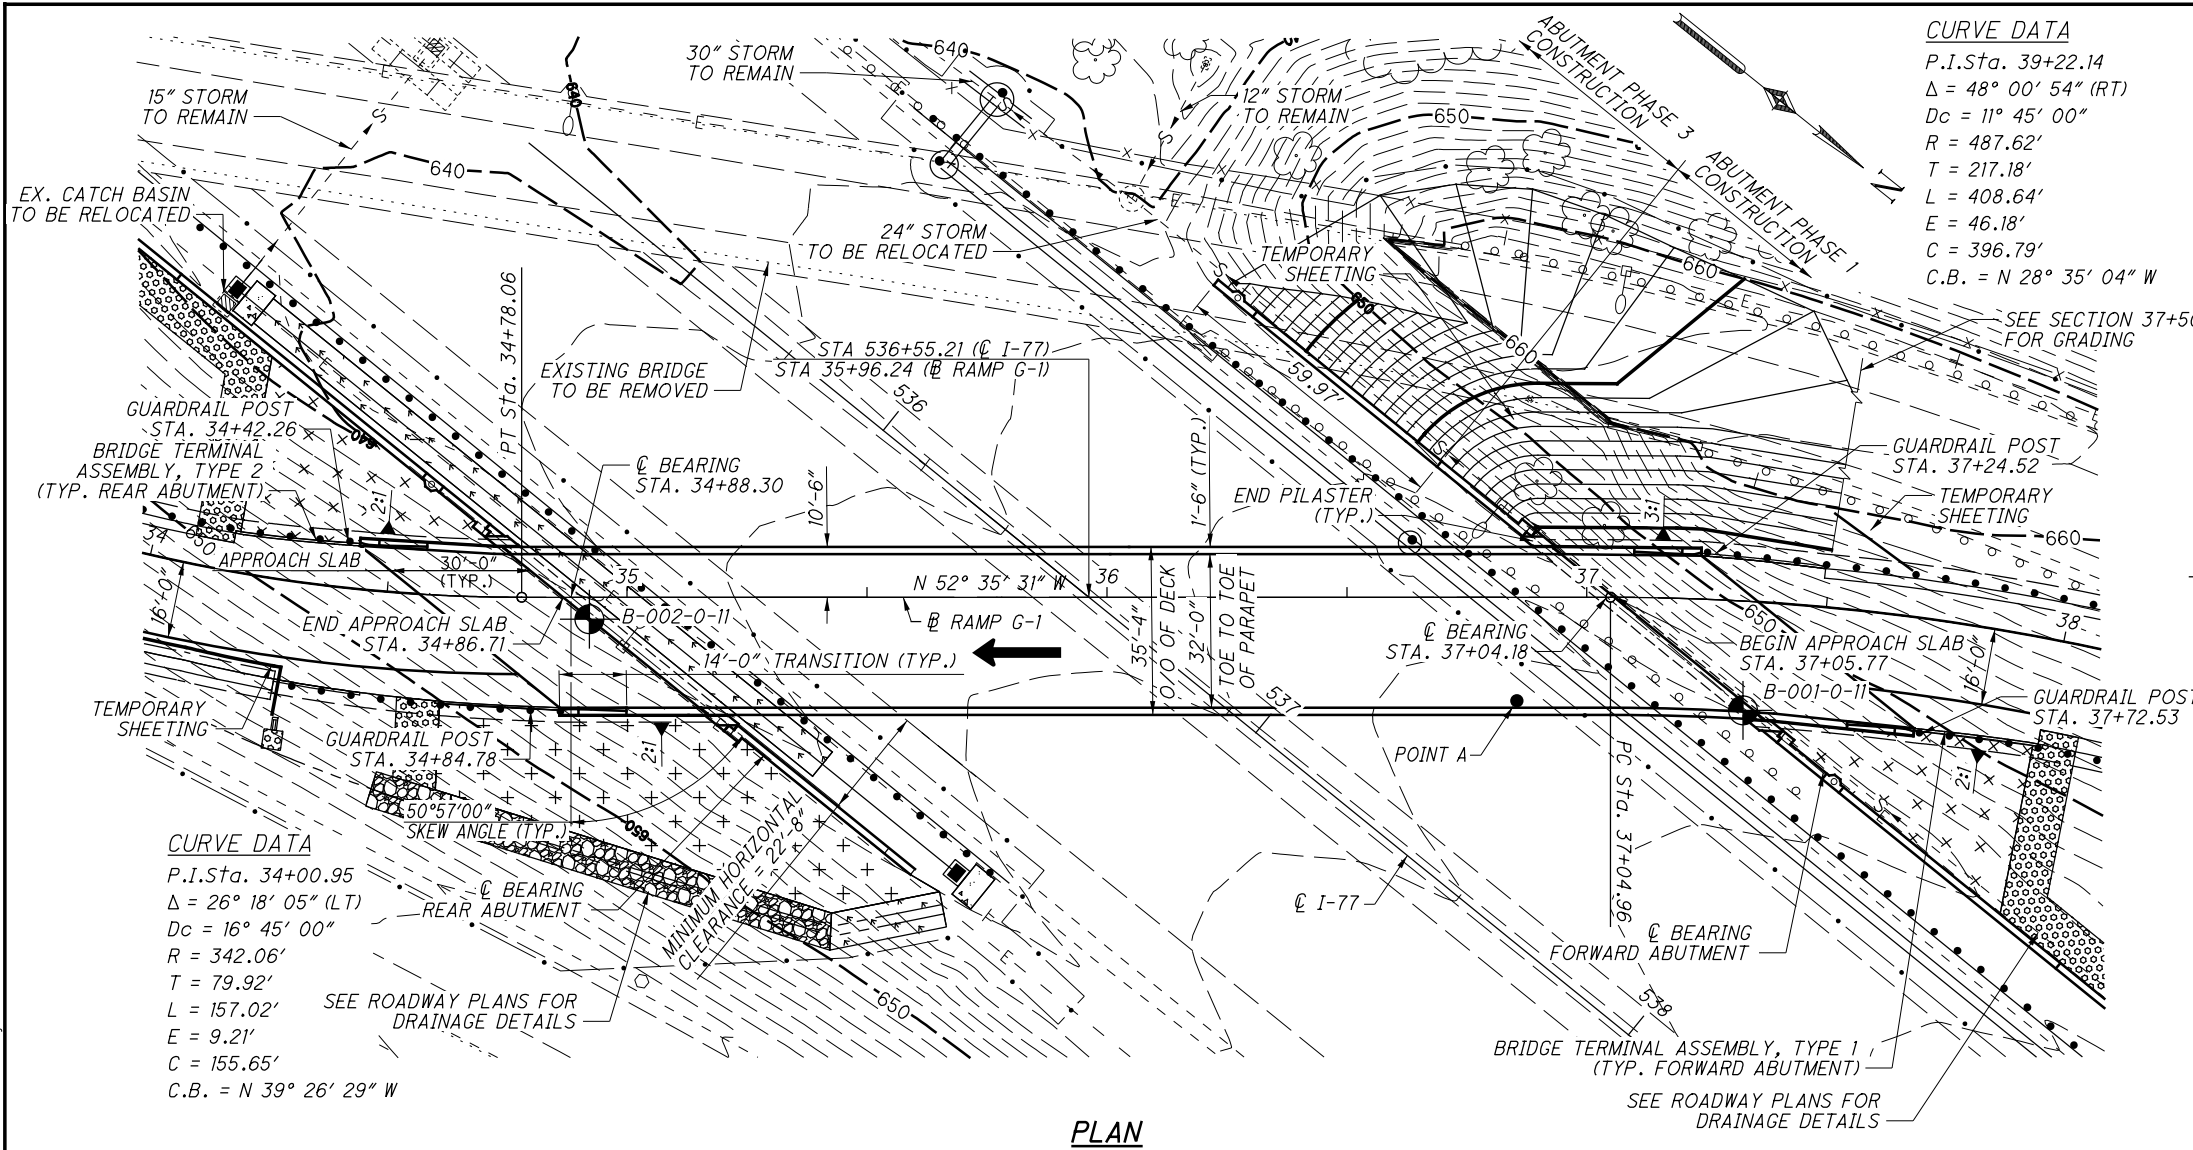 CURVE DATA
P.I.Sta. 39+22.14
Δ = 48° 00' 54" (RT)
Dc = 11° 45' 00"
R = 487.62'
T = 217.18'
L = 408.64'
E = 46.18'
C = 396.79'
C.B. = N 28° 35' 04" W
N
ABUTMENT PHASE 3
CONSTRUCTION
ABUTMENT PHASE 1
CONSTRUCTION
30" STORM
TO REMAIN
640
640
15" STORM
TO REMAIN
12" STORM
TO REMAIN
650
640
EX. CATCH BASIN
TO BE RELOCATED
24" STORM
TO BE RELOCATED
TEMPORARY
SHEETING
660
650
660
SEE SECTION 37+50
FOR GRADING
PT Sta. 34+78.06
STA 536+55.21 (℄ I-77)
STA 35+96.24 (B RAMP G-1)
EXISTING BRIDGE
TO BE REMOVED
536
59.97'
GUARDRAIL POST
STA. 34+42.26
640
BRIDGE TERMINAL
ASSEMBLY, TYPE 2
(TYP. REAR ABUTMENT)
2:1
℄ BEARING
STA. 34+88.30
10'-6"
1'-6" (TYP.)
END PILASTER
(TYP.)
GUARDRAIL POST
STA. 37+24.52
3:1
TEMPORARY
SHEETING
660
34
650
APPROACH SLAB
30'-0"
(TYP.)
35
N 52° 35' 31" W
36
37
38
16'-0"
END APPROACH SLAB
STA. 34+86.71
B-002-0-11
B RAMP G-1
14'-0" TRANSITION (TYP.)
35'-4"
O/O OF DECK
32'-0"
TOE TO TOE
OF PARAPET
℄ BEARING
STA. 37+04.18
650
BEGIN APPROACH SLAB
STA. 37+05.77
16'-0"
B-001-0-11
GUARDRAIL POST
STA. 37+72.53
TEMPORARY
SHEETING
GUARDRAIL POST
STA. 34+84.78
2:1
537
POINT A
PC Sta. 37+04.96
2:1
50°57'00"
SKEW ANGLE (TYP.)
650
MINIMUM HORIZONTAL
CLEARANCE = 22'-8"
CURVE DATA
P.I.Sta. 34+00.95
Δ = 26° 18' 05" (LT)
Dc = 16° 45' 00"
R = 342.06'
T = 79.92'
L = 157.02'
E = 9.21'
C = 155.65'
C.B. = N 39° 26' 29" W
℄ BEARING
REAR ABUTMENT
℄ I-77
℄ BEARING
FORWARD ABUTMENT
SEE ROADWAY PLANS FOR
DRAINAGE DETAILS
650
538
BRIDGE TERMINAL ASSEMBLY, TYPE 1
(TYP. FORWARD ABUTMENT)
SEE ROADWAY PLANS FOR
DRAINAGE DETAILS
PLAN